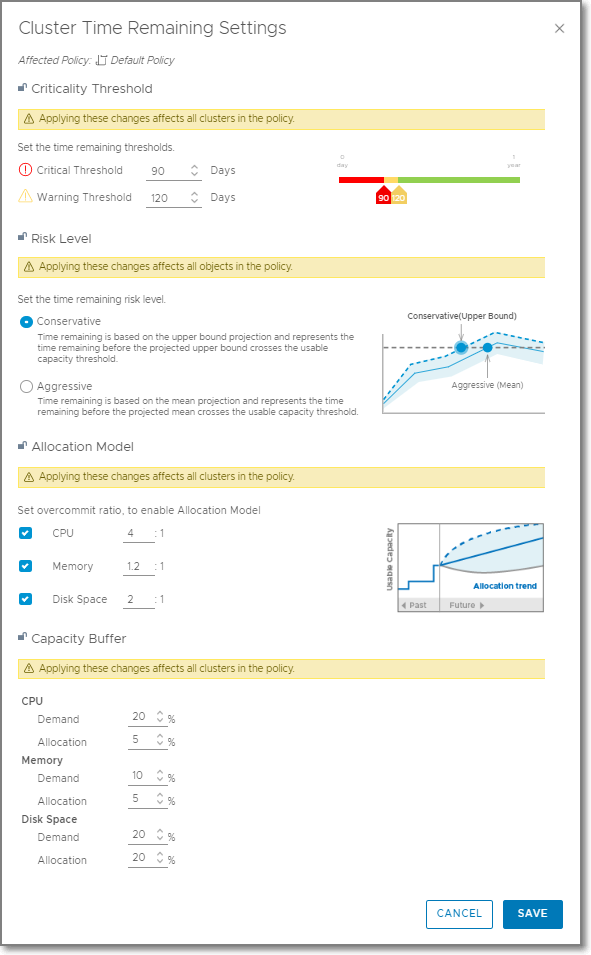 Cluster Time Remaining Settings
Affected Policy: Default Policy
Criticality Threshold
Applying these changes affects all clusters in the policy.
Set the time remaining thresholds.
Critical Threshold 90 Days
Warning Threshold 120 Days
0 1
day year
90 120
Risk Level
Applying these changes affects all objects in the policy.
Set the time remaining risk level.
Conservative
Time remaining is based on the upper bound projection and represents the
time remaining before the projected upper bound crosses the usable
capacity threshold.
Aggressive
Time remaining is based on the mean projection and represents the time
remaining before the projected mean crosses the usable capacity threshold.
Conservative(Upper Bound)
Aggressive (Mean)
Allocation Model
Applying these changes affects all clusters in the policy.
Set overcommit ratio, to enable Allocation Model
CPU 4 : 1
Memory 1.2 : 1
Disk Space 2 : 1
Usable Capacity
Allocation trend
Past Future
Capacity Buffer
Applying these changes affects all clusters in the policy.
CPU
Demand 20 %
Allocation 5 %
Memory
Demand 10 %
Allocation 5 %
Disk Space
Demand 20 %
Allocation 20 %
CANCEL SAVE